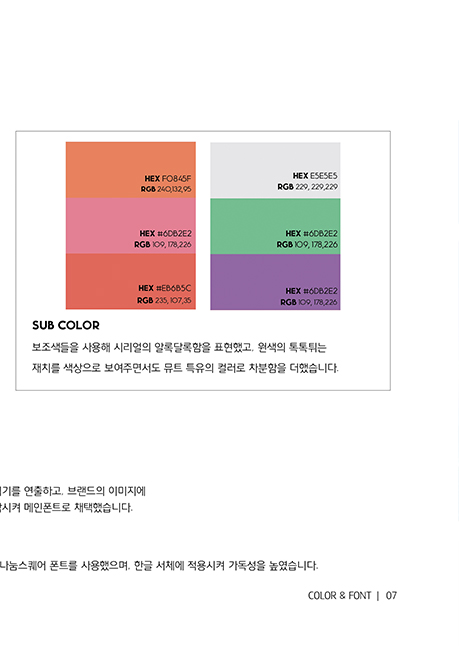 HEX F0845F
RGB 240,132,95
HEX #6DB2E2
RGB 109, 178,226
HEX #EB6B5C
RGB 235, 107,35
HEX E5E5E5
RGB 229, 229,229
HEX #6DB2E2
RGB 109, 178,226
HEX #6DB2E2
RGB 109, 178,226
SUB COLOR
보조색들을 사용해 시리얼의 알록달록함을 표현했고. 원색의 톡톡튀는
재치를 색상으로 보여주면서도 뮤트 특유의 컬러로 차분함을 더했습니다.
기를 연출하고. 브랜드의 이미지에
시켜 메인폰트로 채택했습니다.
나눔스퀘어 폰트를 사용했으며. 한글 서체에 적용시켜 가독성을 높였습니다.
COLOR & FONT | 07